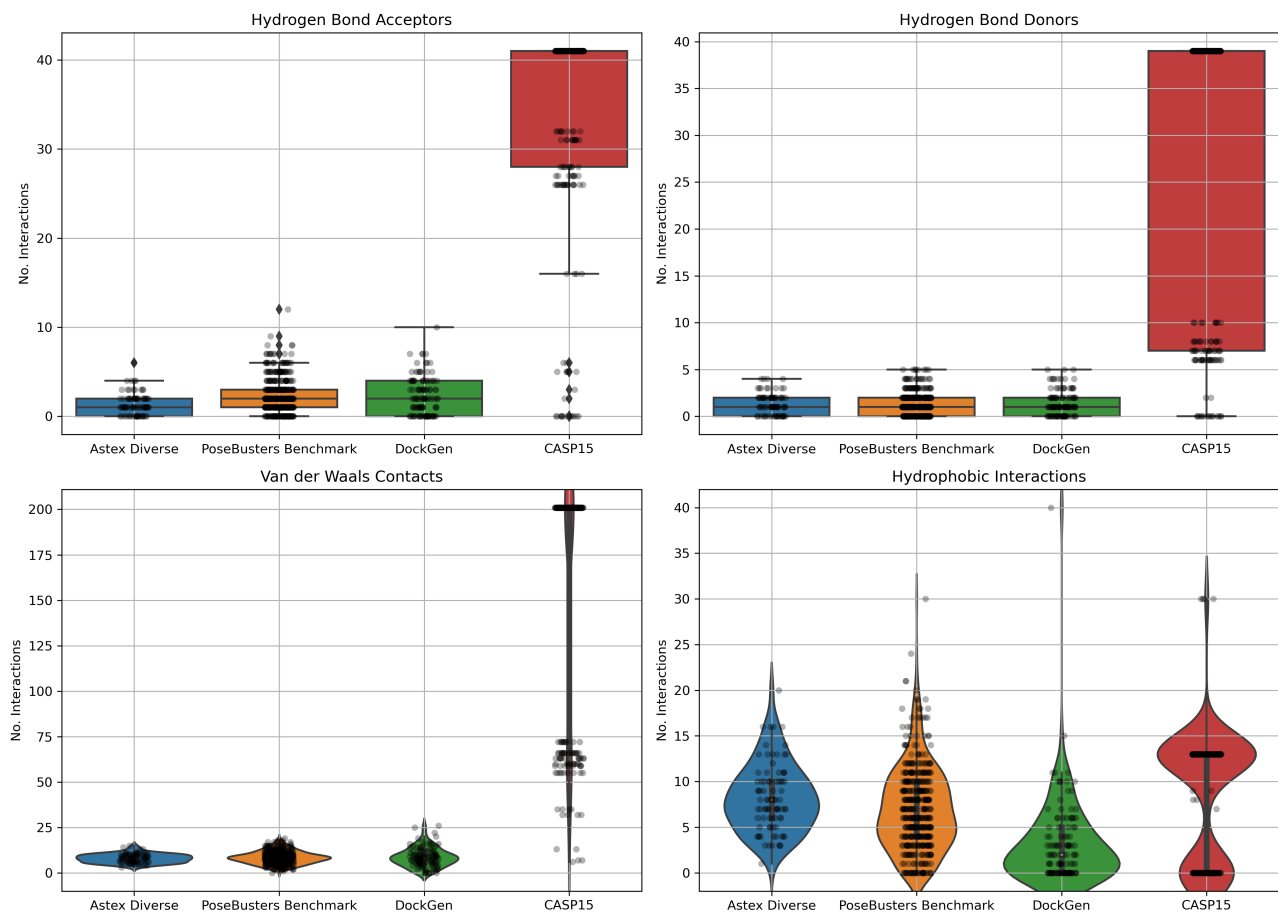 Hydrogen Bond Acceptors
No. Interactions
40
30
20
10
0
Astex Diverse PoseBusters Benchmark DockGen CASP15
Hydrogen Bond Donors
No. Interactions
40
35
30
25
20
15
10
5
0
Astex Diverse PoseBusters Benchmark DockGen CASP15
Van der Waals Contacts
No. Interactions
200
175
150
125
100
75
50
25
0
Astex Diverse PoseBusters Benchmark DockGen CASP15
Hydrophobic Interactions
No. Interactions
40
35
30
25
20
15
10
5
0
Astex Diverse PoseBusters Benchmark DockGen CASP15